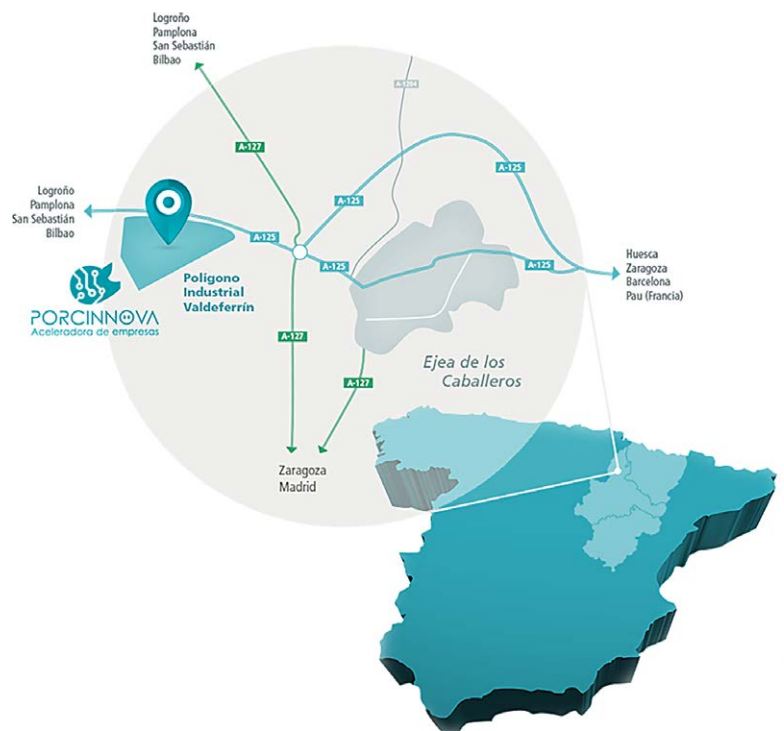 Logroño
Pamplona
San Sebastián
Bilbao
A-1204
A-127
A-125
A-125
Logroño
Pamplona
San Sebastián
Bilbao
A-125
A-125
A-125
Huesca
Zaragoza
Barcelona
Pau (Francia)
Polígono
Industrial
Valdeferrín
PORCINNOVA
Aceleradora de empresas
A-127
Ejea de los
Caballeros
A-127
Zaragoza
Madrid